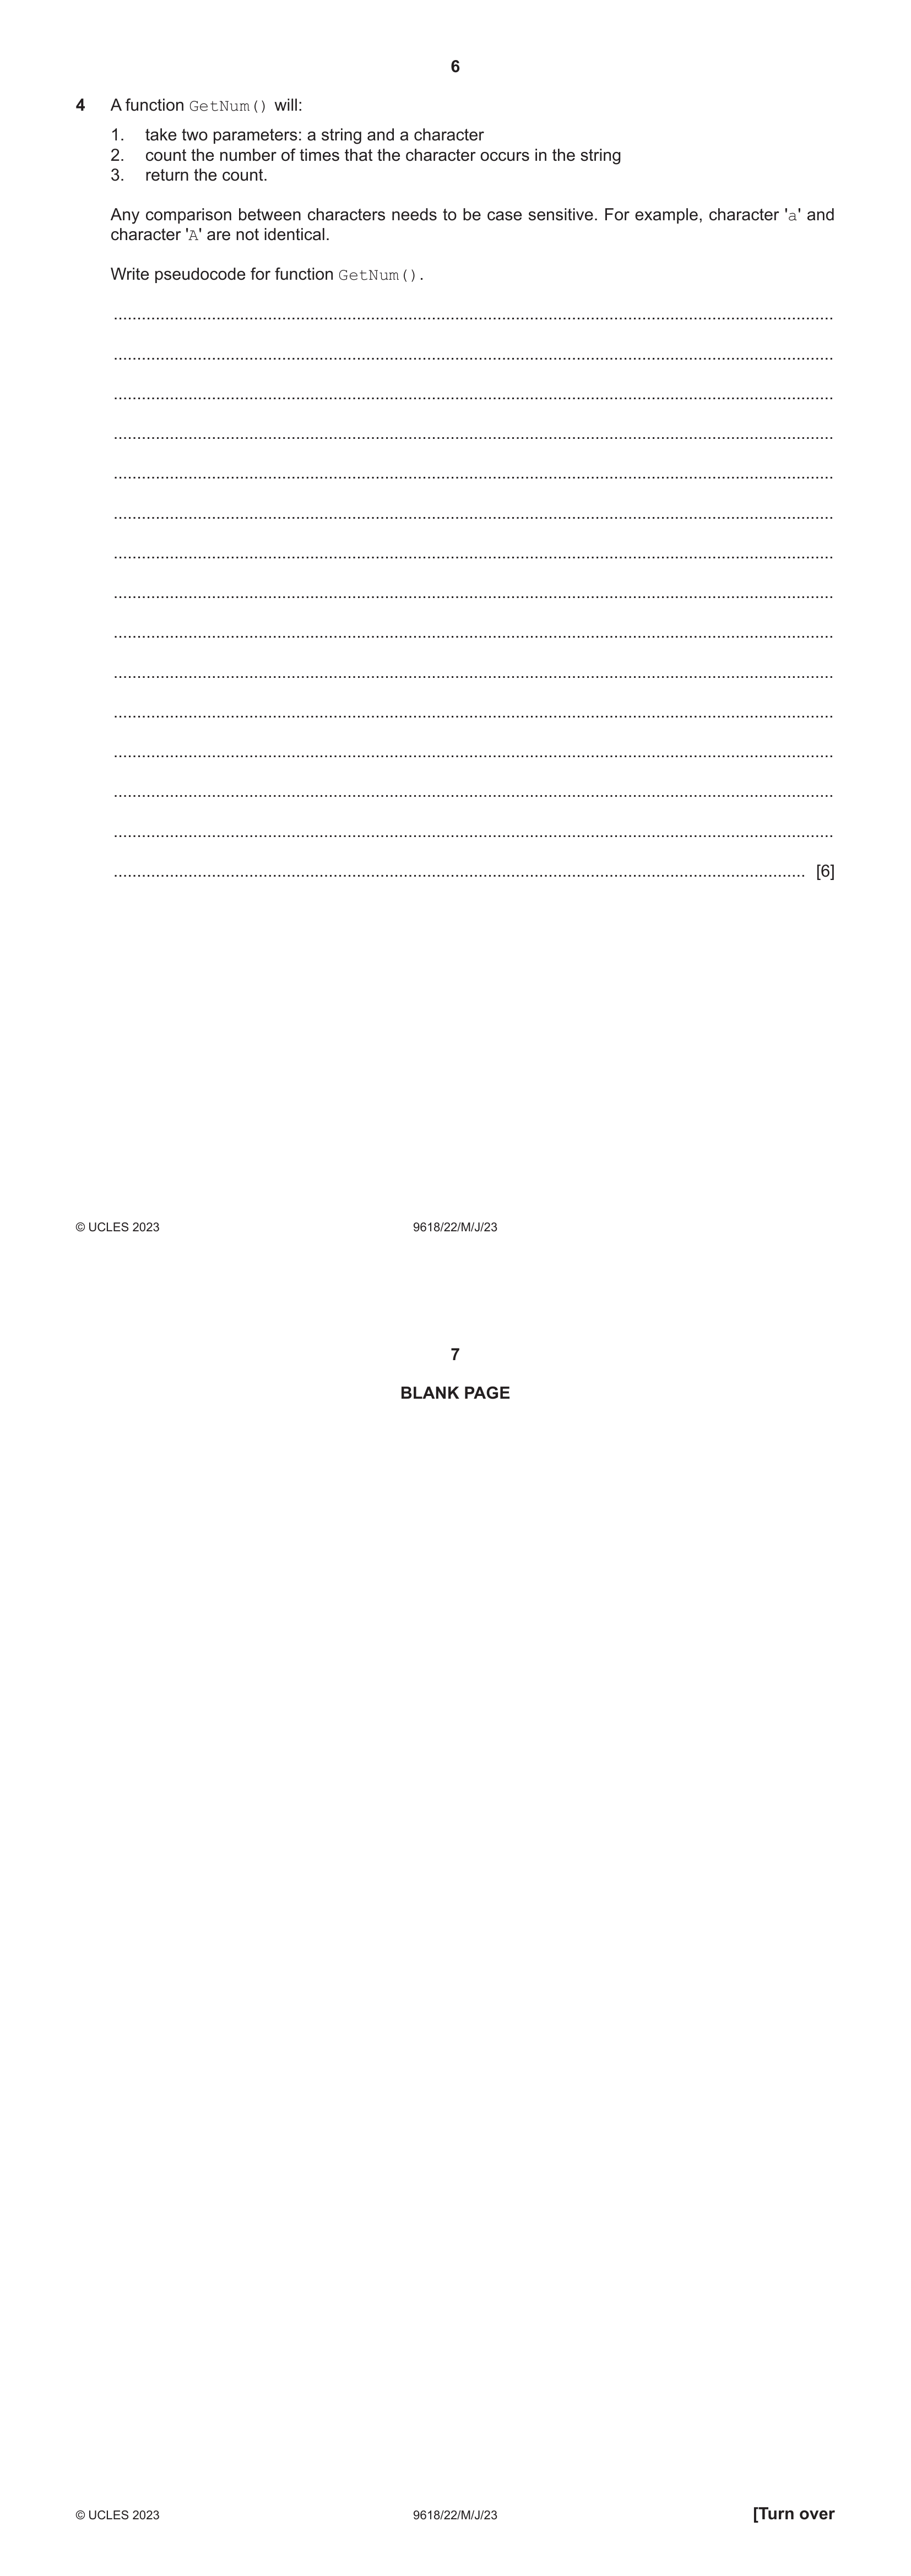 6
4 A function GetNum() will:
1. take two parameters: a string and a character
2. count the number of times that the character occurs in the string
3. return the count.
Any comparison between characters needs to be case sensitive. For example, character 'a' and
character 'A' are not identical.
Write pseudocode for function GetNum().
...................................................................................................................................................
...................................................................................................................................................
...................................................................................................................................................
...................................................................................................................................................
...................................................................................................................................................
...................................................................................................................................................
...................................................................................................................................................
...................................................................................................................................................
...................................................................................................................................................
...................................................................................................................................................
...................................................................................................................................................
...................................................................................................................................................
...................................................................................................................................................
...................................................................................................................................................
............................................................................................................................................. [6]
© UCLES 2023 9618/22/M/J/23
7
BLANK PAGE
© UCLES 2023 9618/22/M/J/23 [Turn over